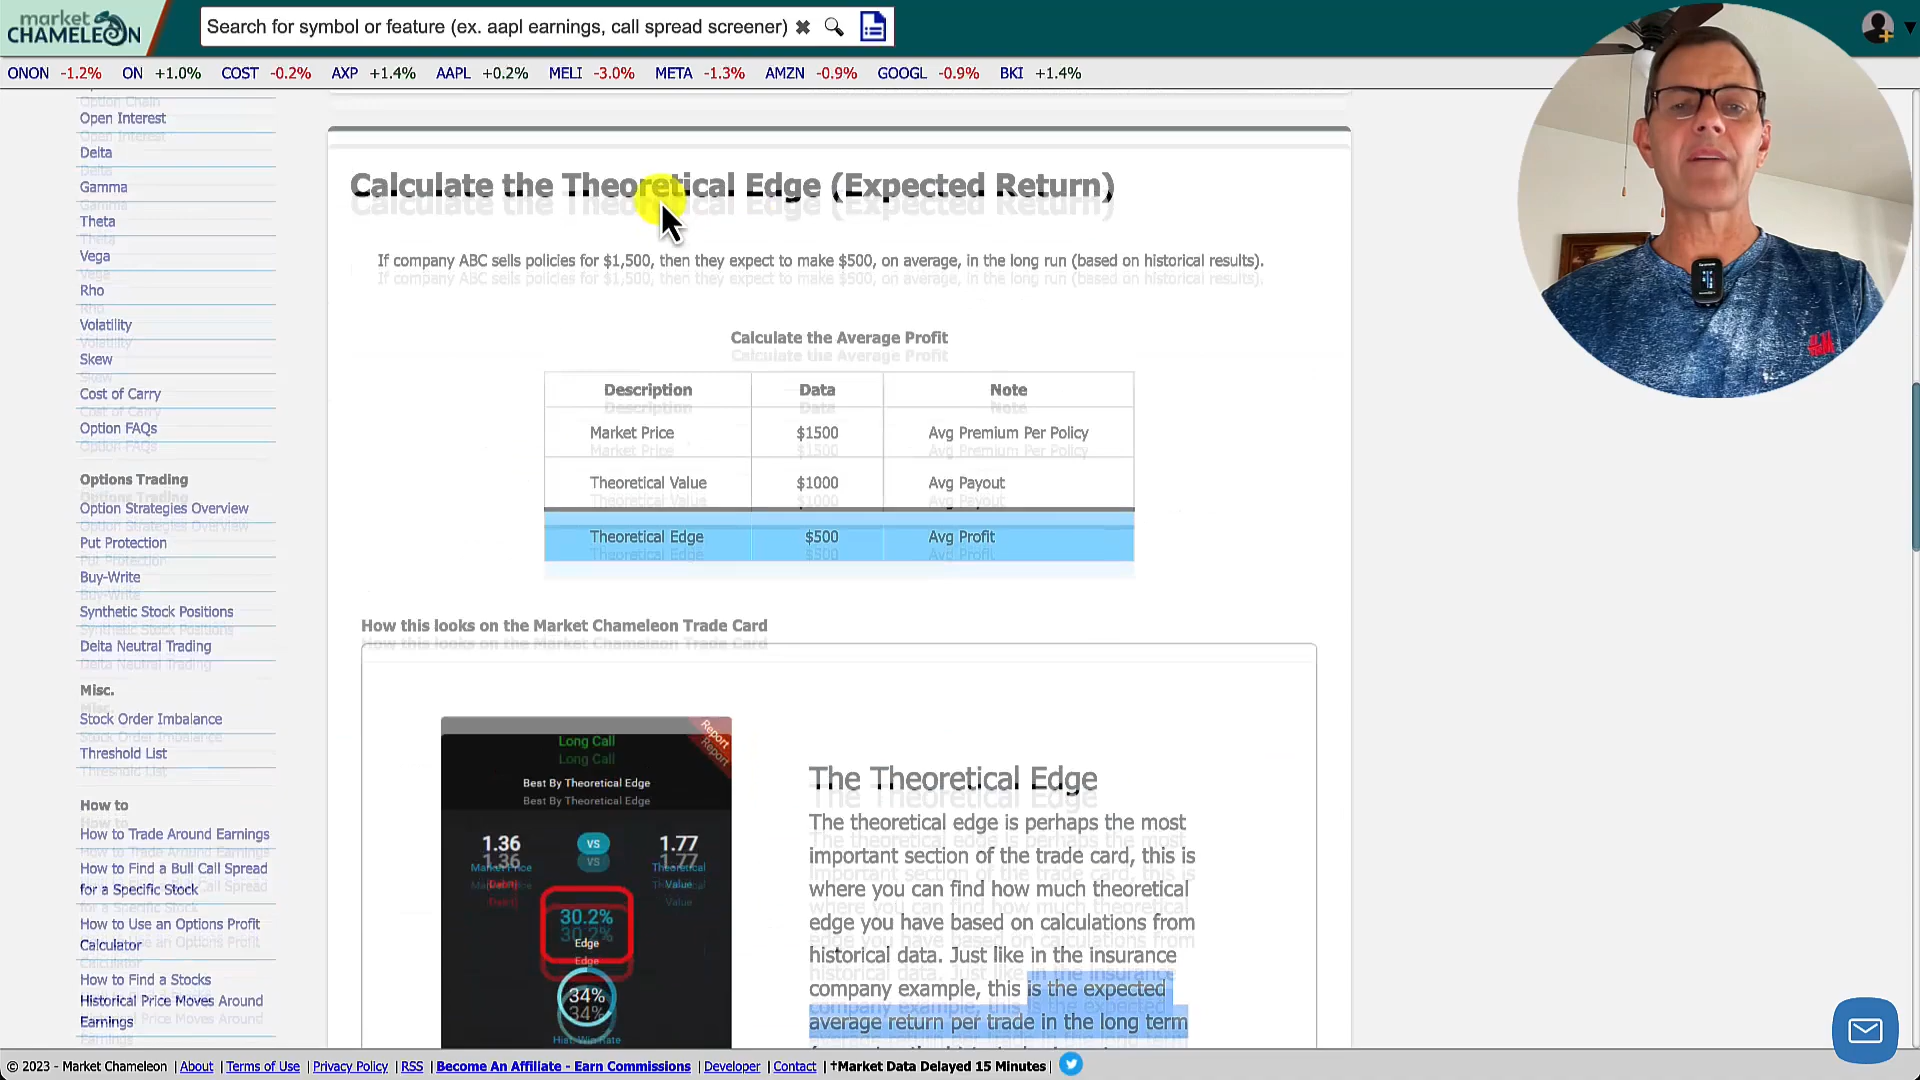 market
CHAMELEON
Search for symbol or feature (ex. aapl earnings, call spread screener)
ONON -1.2% ON +1.0% COST -0.2% AXP +1.4% AAPL +0.2% MELI -3.0% META -1.3% AMZN -0.9% GOOGL -0.9% BKI +1.4%
Option Chain
Open Interest
Delta
Gamma
Theta
Vega
Rho
Volatility
Skew
Cost of Carry
Option FAQs
Options Trading
Option Strategies Overview
Put Protection
Buy-Write
Synthetic Stock Positions
Delta Neutral Trading
Misc.
Stock Order Imbalance
Threshold List
How to
How to Trade Around Earnings
How to Find a Bull Call Spread
for a Specific Stock
How to Use an Options Profit
Calculator
How to Find a Stocks
Historical Price Moves Around
Earnings
Calculate the Theoretical Edge (Expected Return)
If company ABC sells policies for $1,500, then they expect to make $500, on average, in the long run (based on historical results).
Calculate the Average Profit
Description Data Note
Market Price $1500 Avg Premium Per Policy
Theoretical Value $1000 Avg Payout
Theoretical Edge $500 Avg Profit
How this looks on the Market Chameleon Trade Card
Report
Long Call
Best By Theoretical Edge
1.36 VS 1.77
Market Price Theoretical
Debit Value
30.2%
Edge
34%
Hist. Win Rate
The Theoretical Edge
The theoretical edge is perhaps the most
important section of the trade card, this is
where you can find how much theoretical
edge you have based on calculations from
historical data. Just like in the insurance
company example, this is the expected
average return per trade in the long term
© 2023 - Market Chameleon | About | Terms of Use | Privacy Policy | RSS | Become An Affiliate - Earn Commissions | Developer | Contact | †Market Data Delayed 15 Minutes |